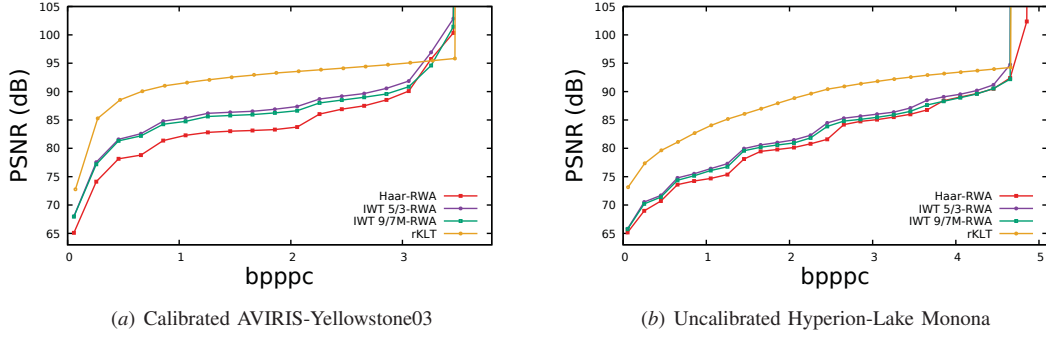 105
100
95
90
85
80
75
70
65
PSNR (dB)
0 1 2 3
bpppc
Haar-RWA
IWT 5/3-RWA
IWT 9/7M-RWA
rKLT
(a) Calibrated AVIRIS-Yellowstone03
105
100
95
90
85
80
75
70
65
PSNR (dB)
0 1 2 3 4 5
bpppc
Haar-RWA
IWT 5/3-RWA
IWT 9/7M-RWA
rKLT
(b) Uncalibrated Hyperion-Lake Monona